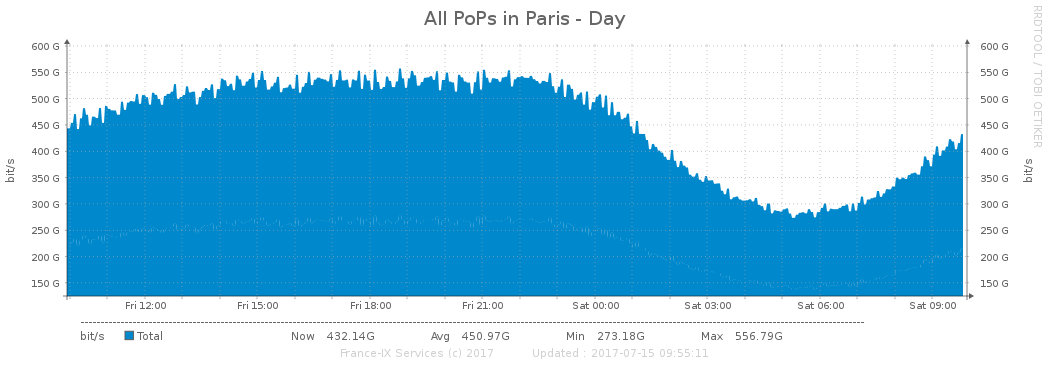 All PoPs in Paris - Day
RRDTOOL / TOBI OETIKER
600 G 600 G
550 G 550 G
500 G 500 G
450 G 450 G
400 G 400 G
350 G 350 G
300 G 300 G
250 G 250 G
200 G 200 G
150 G 150 G
bit/s
bit/s
Fri 12:00 Fri 15:00 Fri 18:00 Fri 21:00 Sat 00:00 Sat 03:00 Sat 06:00 Sat 09:00
bit/s Total Now 432.14G Avg 450.97G Min 273.18G Max 556.79G
France-IX Services (c) 2017 Updated : 2017-07-15 09:55:11